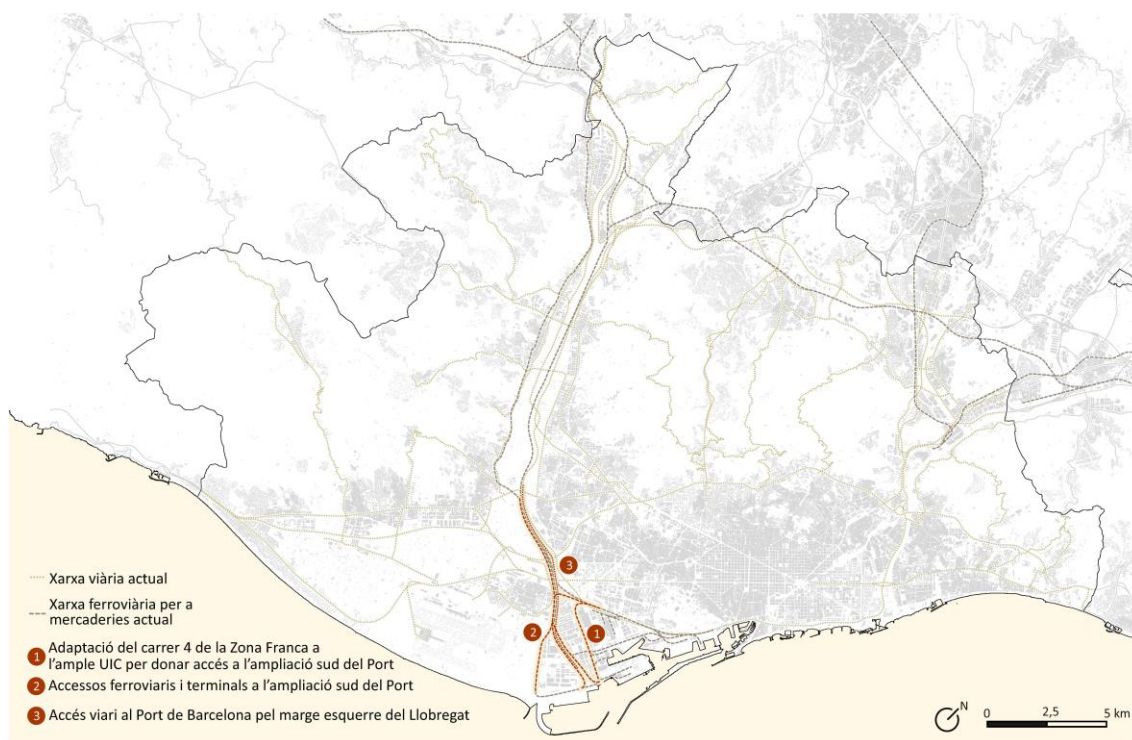 3
2
1
Xarxa viària actual
Xarxa ferroviària per a
mercaderies actual
1 Adaptació del carrer 4 de la Zona Franca a
l'ample UIC per donar accés a l'ampliació sud del Port
2 Accessos ferroviaris i terminals a l'ampliació sud del Port
3 Accés viari al Port de Barcelona pel marge esquerre del Llobregat
N
0 2,5 5 km